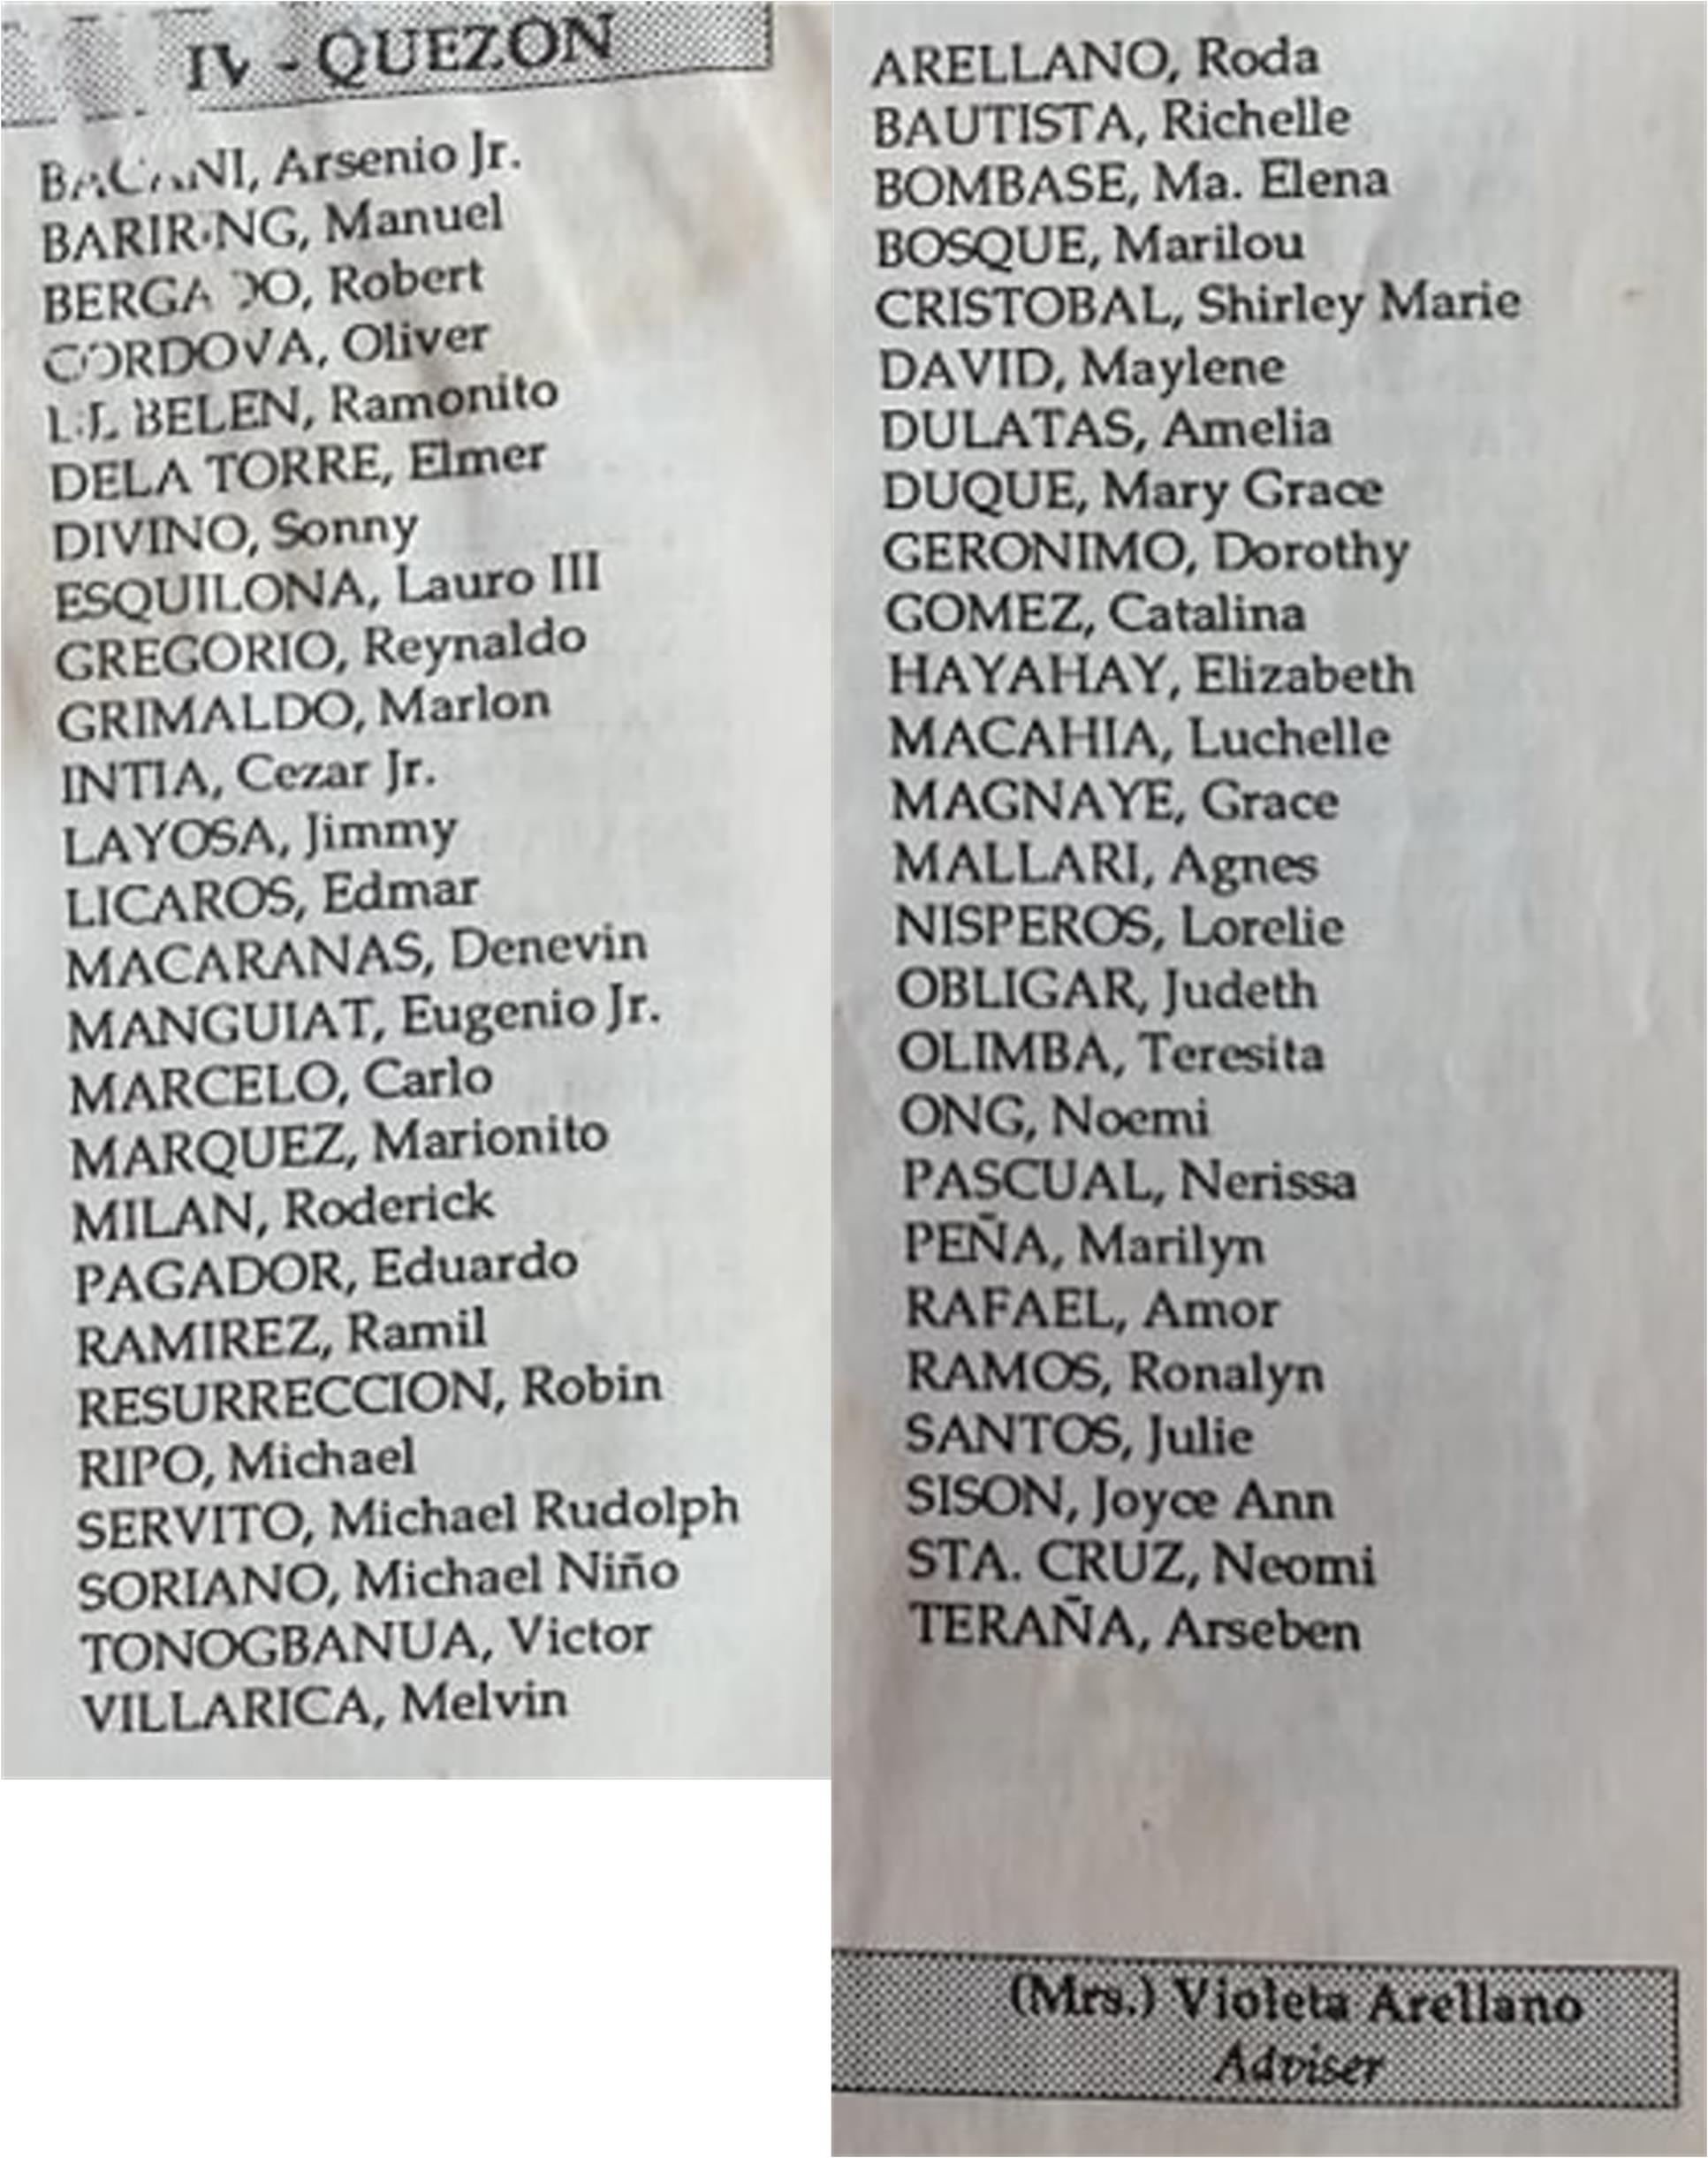 IV - QUEZON
BACANI, Arsenio Jr.
BARIRING, Manuel
BERGADO, Robert
CORDOVA, Oliver
BELEN, Ramonito
DELA TORRE, Elmer
DIVINO, Sonny
ESQUILONA, Lauro III
GREGORIO, Reynaldo
GRIMALDO, Marlon
INTIA, Cezar Jr.
LAYOSA, Jimmy
LICAROS, Edmar
MACARANAS, Denevin
MANGUIAT, Eugenio Jr.
MARCELO, Carlo
MARQUEZ, Marionito
MILAN, Roderick
PAGADOR, Eduardo
RAMIREZ, Ramil
RESURRECCION, Robin
RIPO, Michael
SERVITO, Michael Rudolph
SORIANO, Michael Niño
TONOGBANUA, Victor
VILLARICA, Melvin
ARELLANO, Roda
BAUTISTA, Richelle
BOMBASE, Ma. Elena
BOSQUE, Marilou
CRISTOBAL, Shirley Marie
DAVID, Maylene
DULATAS, Amelia
DUQUE, Mary Grace
GERONIMO, Dorothy
GOMEZ, Catalina
HAYAHAY, Elizabeth
MACAHIA, Luchelle
MAGNAYE, Grace
MALLARI, Agnes
NISPEROS, Lorelie
OBLIGAR, Judeth
OLIMBA, Teresita
ONG, Noemi
PASCUAL, Nerissa
PEÑA, Marilyn
RAFAEL, Amor
RAMOS, Ronalyn
SANTOS, Julie
SISON, Joyce Ann
STA. CRUZ, Neomi
TERAÑA, Arseben
(Mrs.) Violeta Arellano
Adviser